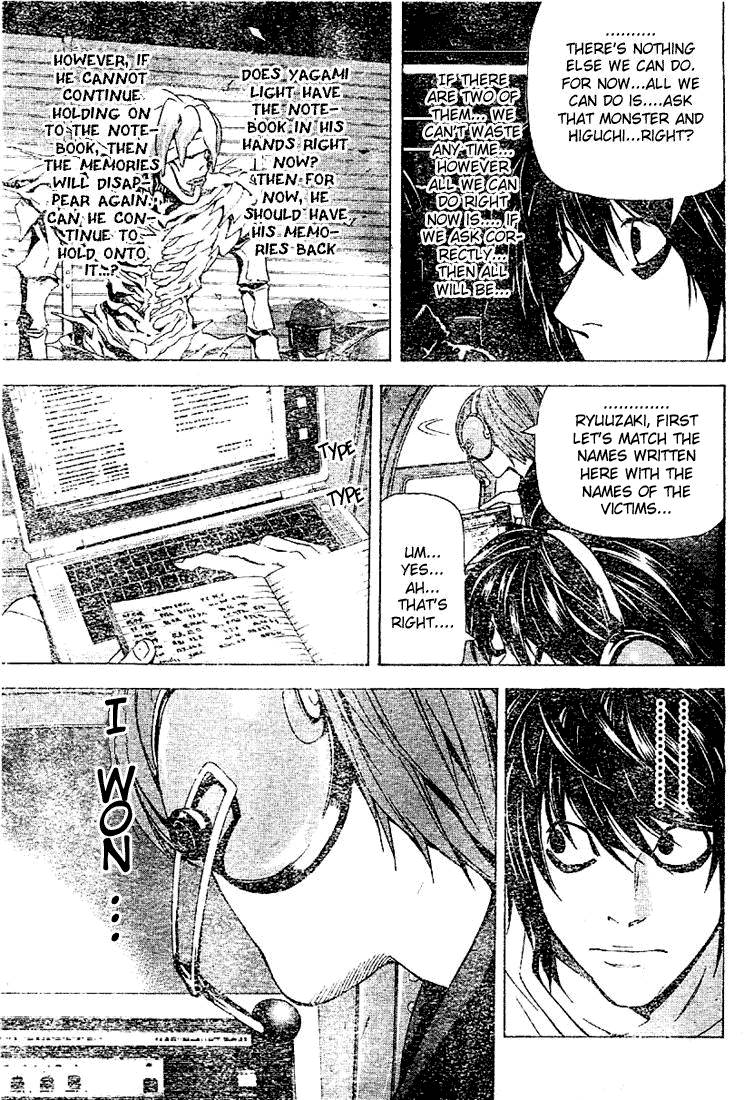 ..........
THERE'S NOTHING
ELSE WE CAN DO.
FOR NOW...ALL WE
CAN DO IS....ASK
THAT MONSTER AND
HIGUCHI...RIGHT?
IF THERE
ARE TWO OF
THEM... WE
CAN'T WASTE
ANY TIME...
HOWEVER
ALL WE CAN
DO RIGHT
NOW IS.... IF
WE ASK COR-
RECTLY...
THEN ALL
WILL BE...
DOES YAGAMI
LIGHT HAVE
THE NOTE-
BOOK IN HIS
HANDS RIGHT
NOW?
THEN FOR
NOW, HE
SHOULD HAVE
HIS MEMO-
RIES BACK
HOWEVER, IF
HE CANNOT
CONTINUE
HOLDING ON
TO THE NOTE-
BOOK, THEN
THE MEMORIES
WILL DISAP-
PEAR AGAIN.
CAN HE CON-
TINUE TO
HOLD ONTO
IT...?
.............
RYUUZAKI, FIRST
LET'S MATCH THE
NAMES WRITTEN
HERE WITH THE
NAMES OF THE
VICTIMS...
UM...
YES...
AH...
THAT'S
RIGHT....
TYPE
TYPE
I WON...